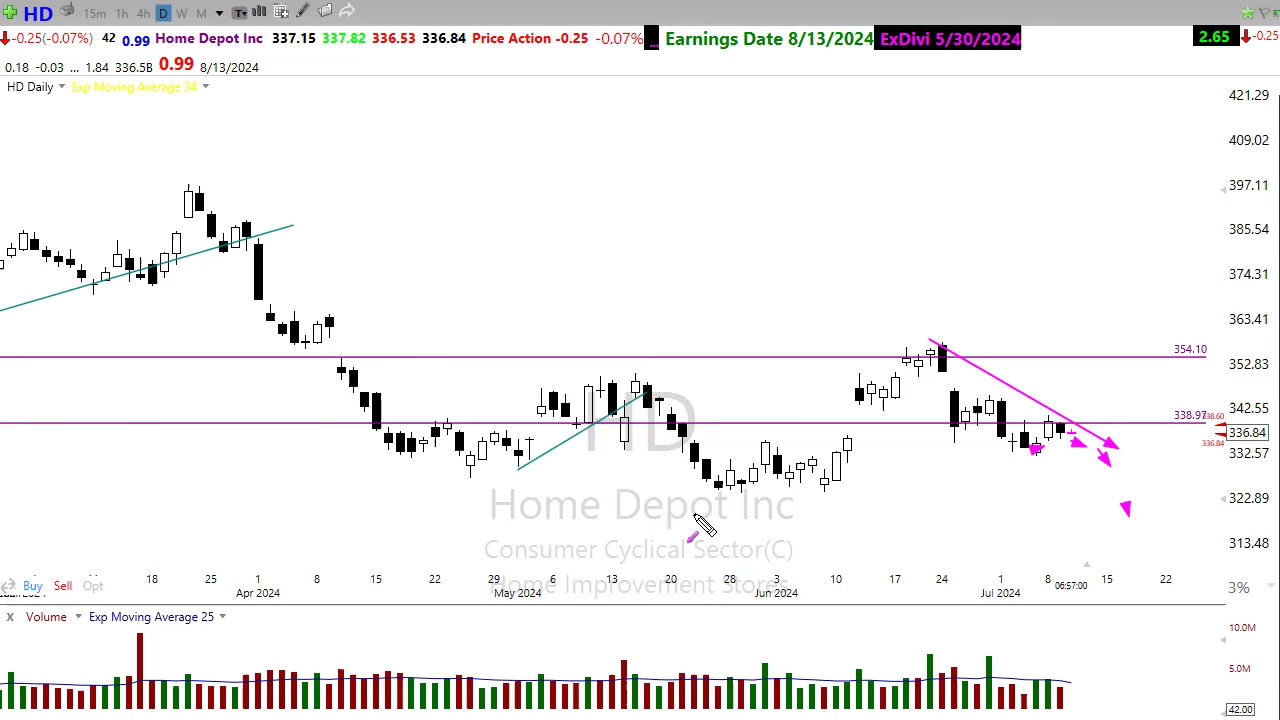 HD 15m 1h 4h D W M T
-0.25(-0.07%) 42 0.99 Home Depot Inc 337.15 337.82 336.53 336.84 Price Action -0.25 -0.07% ... Earnings Date 8/13/2024 ExDivi 5/30/2024 2.65 -0.25
0.18 -0.03 ... 1.84 336.5B 0.99 8/13/2024
HD Daily Exp Moving Average 34
421.29
409.02
397.11
385.54
374.31
363.41
354.10
352.83
342.55
338.97 338.60
336.84
336.84
332.57
322.89
313.48
HD
Home Depot Inc
Consumer Cyclical Sector(C)
Home Improvement Stores
Buy Sell Opt
18 25 1 8 15 22 29 6 13 20 28 3 10 17 24 1 8 15 22
Apr 2024 May 2024 Jun 2024 Jul 2024 06:57:00
3%
X Volume Exp Moving Average 25
10.0M
5.0M
42.00